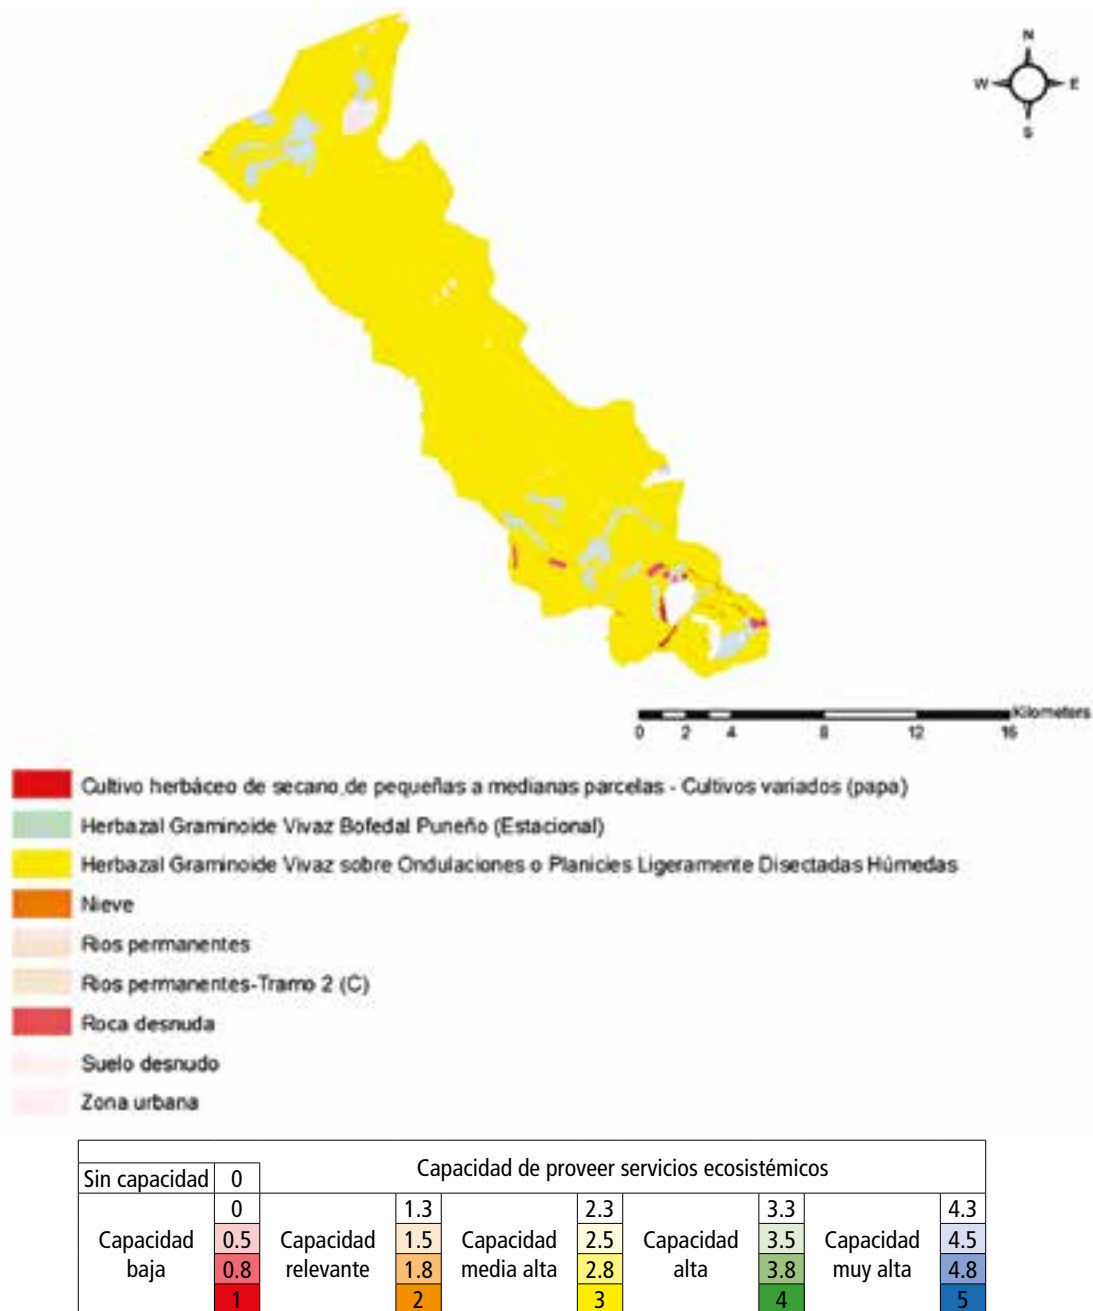 N
W E
S
Kilometers
0 2 4 8 12 16
Cultivo herbáceo de secano,de pequeñas a medianas parcelas - Cultivos variados (papa)
Herbazal Graminoide Vivaz Bofedal Puneño (Estacional)
Herbazal Graminoide Vivaz sobre Ondulaciones o Planicies Ligeramente Disectadas Húmedas
Nieve
Rios permanentes
Rios permanentes-Tramo 2 (C)
Roca desnuda
Suelo desnudo
Zona urbana
Capacidad de proveer servicios ecosistémicos
Sin capacidad 0
0 1.3 2.3 3.3 4.3
Capacidad 0.5 Capacidad 1.5 Capacidad 2.5 Capacidad 3.5 Capacidad 4.5
baja 0.8 relevante 1.8 media alta 2.8 alta 3.8 muy alta 4.8
1 2 3 4 5